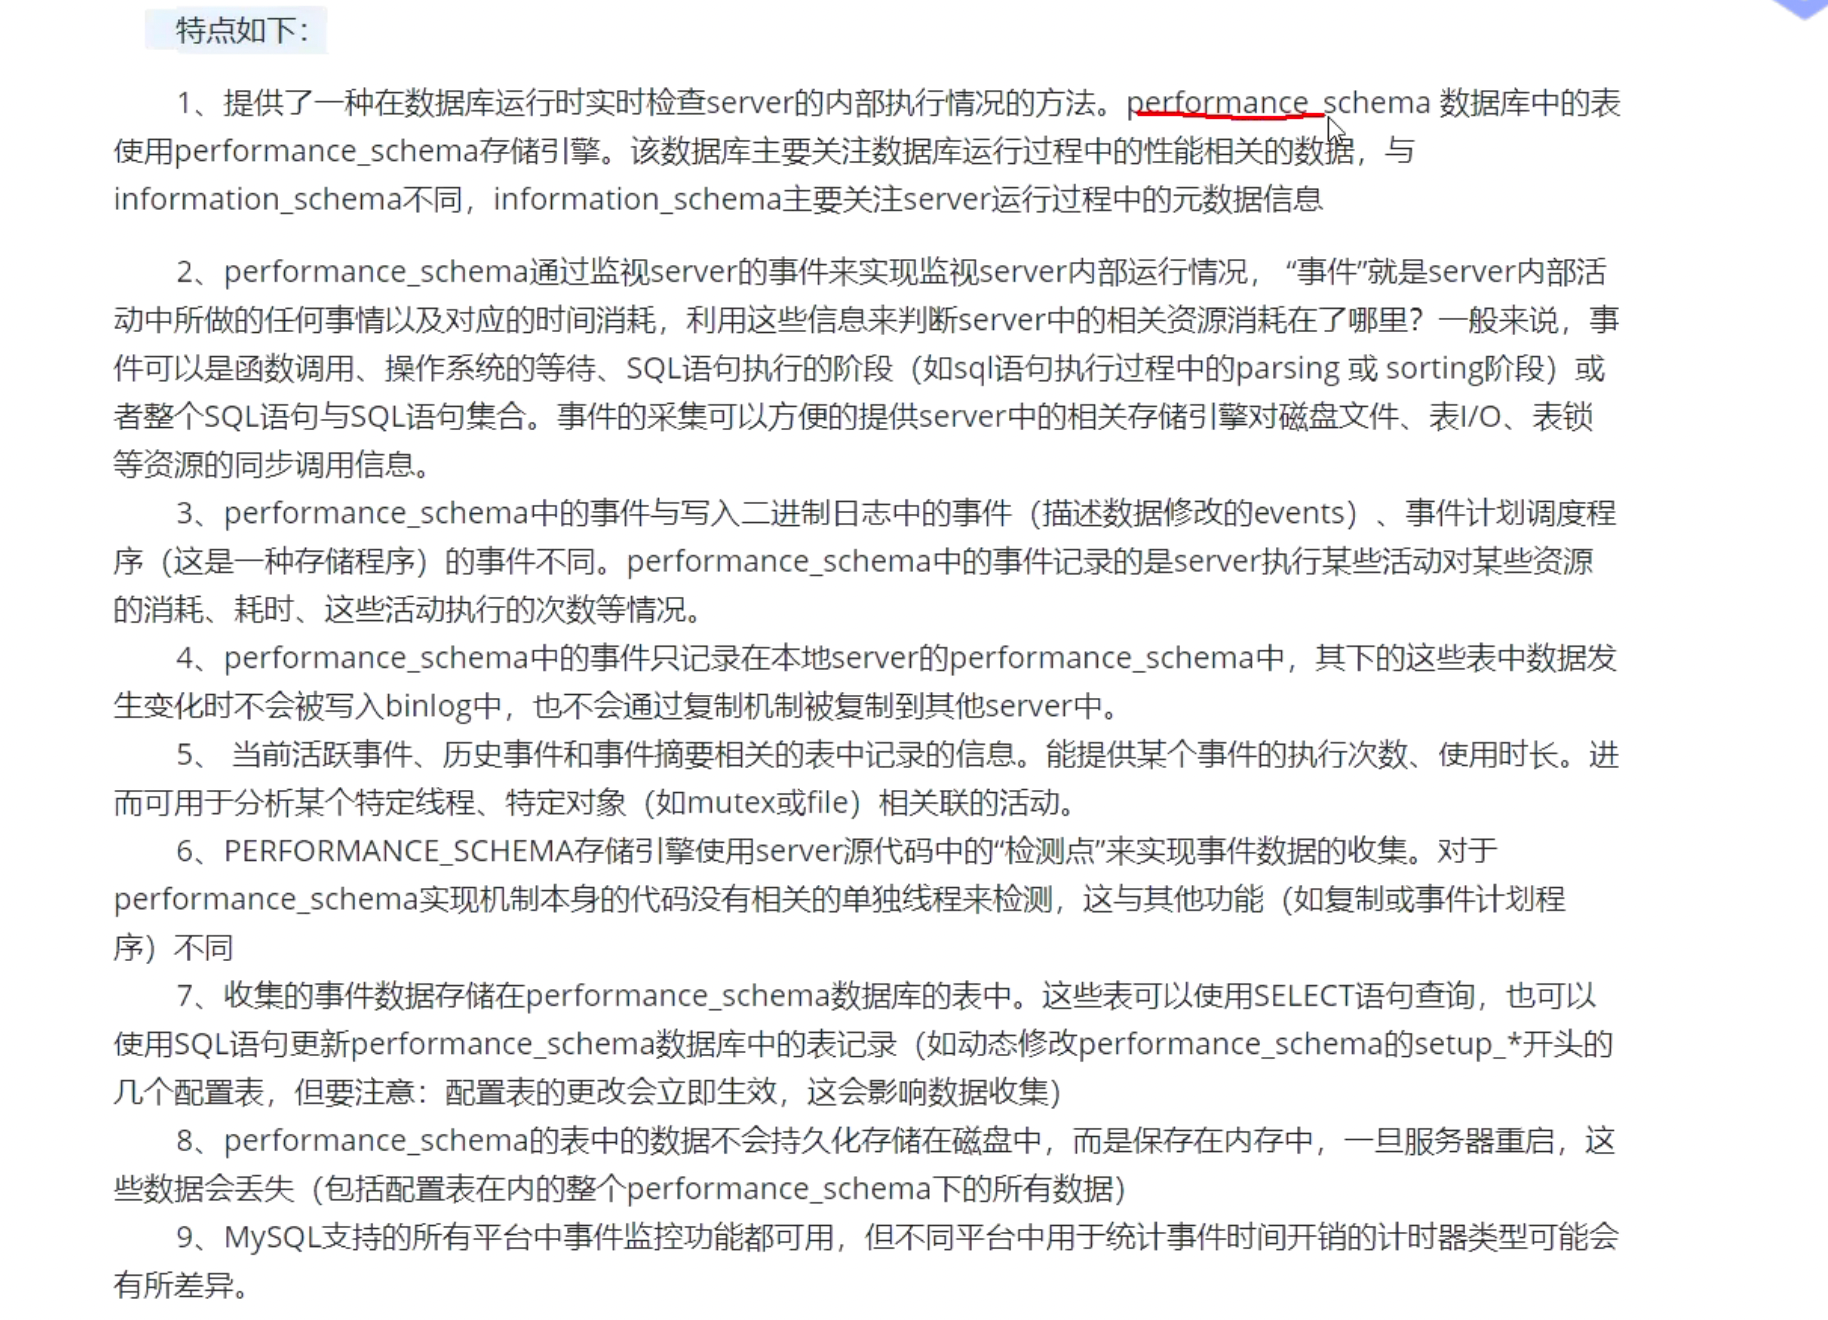 特点如下：
1、提供了一种在数据库运行时实时检查server的内部执行情况的方法。performance_schema 数据库中的表
使用performance_schema存储引擎。该数据库主要关注数据库运行过程中的性能相关的数据，与
information_schema不同，information_schema主要关注server运行过程中的元数据信息
2、performance_schema通过监视server的事件来实现监视server内部运行情况， “事件”就是server内部活
动中所做的任何事情以及对应的时间消耗，利用这些信息来判断server中的相关资源消耗在了哪里？一般来说，事
件可以是函数调用、操作系统的等待、SQL语句执行的阶段（如sql语句执行过程中的parsing 或 sorting阶段）或
者整个SQL语句与SQL语句集合。事件的采集可以方便的提供server中的相关存储引擎对磁盘文件、表I/O、表锁
等资源的同步调用信息。
3、performance_schema中的事件与写入二进制日志中的事件（描述数据修改的events）、事件计划调度程
序（这是一种存储程序）的事件不同。performance_schema中的事件记录的是server执行某些活动对某些资源
的消耗、耗时、这些活动执行的次数等情况。
4、performance_schema中的事件只记录在本地server的performance_schema中，其下的这些表中数据发
生变化时不会被写入binlog中，也不会通过复制机制被复制到其他server中。
5、 当前活跃事件、历史事件和事件摘要相关的表中记录的信息。能提供某个事件的执行次数、使用时长。进
而可用于分析某个特定线程、特定对象（如mutex或file）相关联的活动。
6、PERFORMANCE_SCHEMA存储引擎使用server源代码中的“检测点”来实现事件数据的收集。对于
performance_schema实现机制本身的代码没有相关的单独线程来检测，这与其他功能（如复制或事件计划程
序）不同
7、收集的事件数据存储在performance_schema数据库的表中。这些表可以使用SELECT语句查询，也可以
使用SQL语句更新performance_schema数据库中的表记录（如动态修改performance_schema的setup_*开头的
几个配置表，但要注意：配置表的更改会立即生效，这会影响数据收集）
8、performance_schema的表中的数据不会持久化存储在磁盘中，而是保存在内存中，一旦服务器重启，这
些数据会丢失（包括配置表在内的整个performance_schema下的所有数据）
9、MySQL支持的所有平台中事件监控功能都可用，但不同平台中用于统计事件时间开销的计时器类型可能会
有所差异。